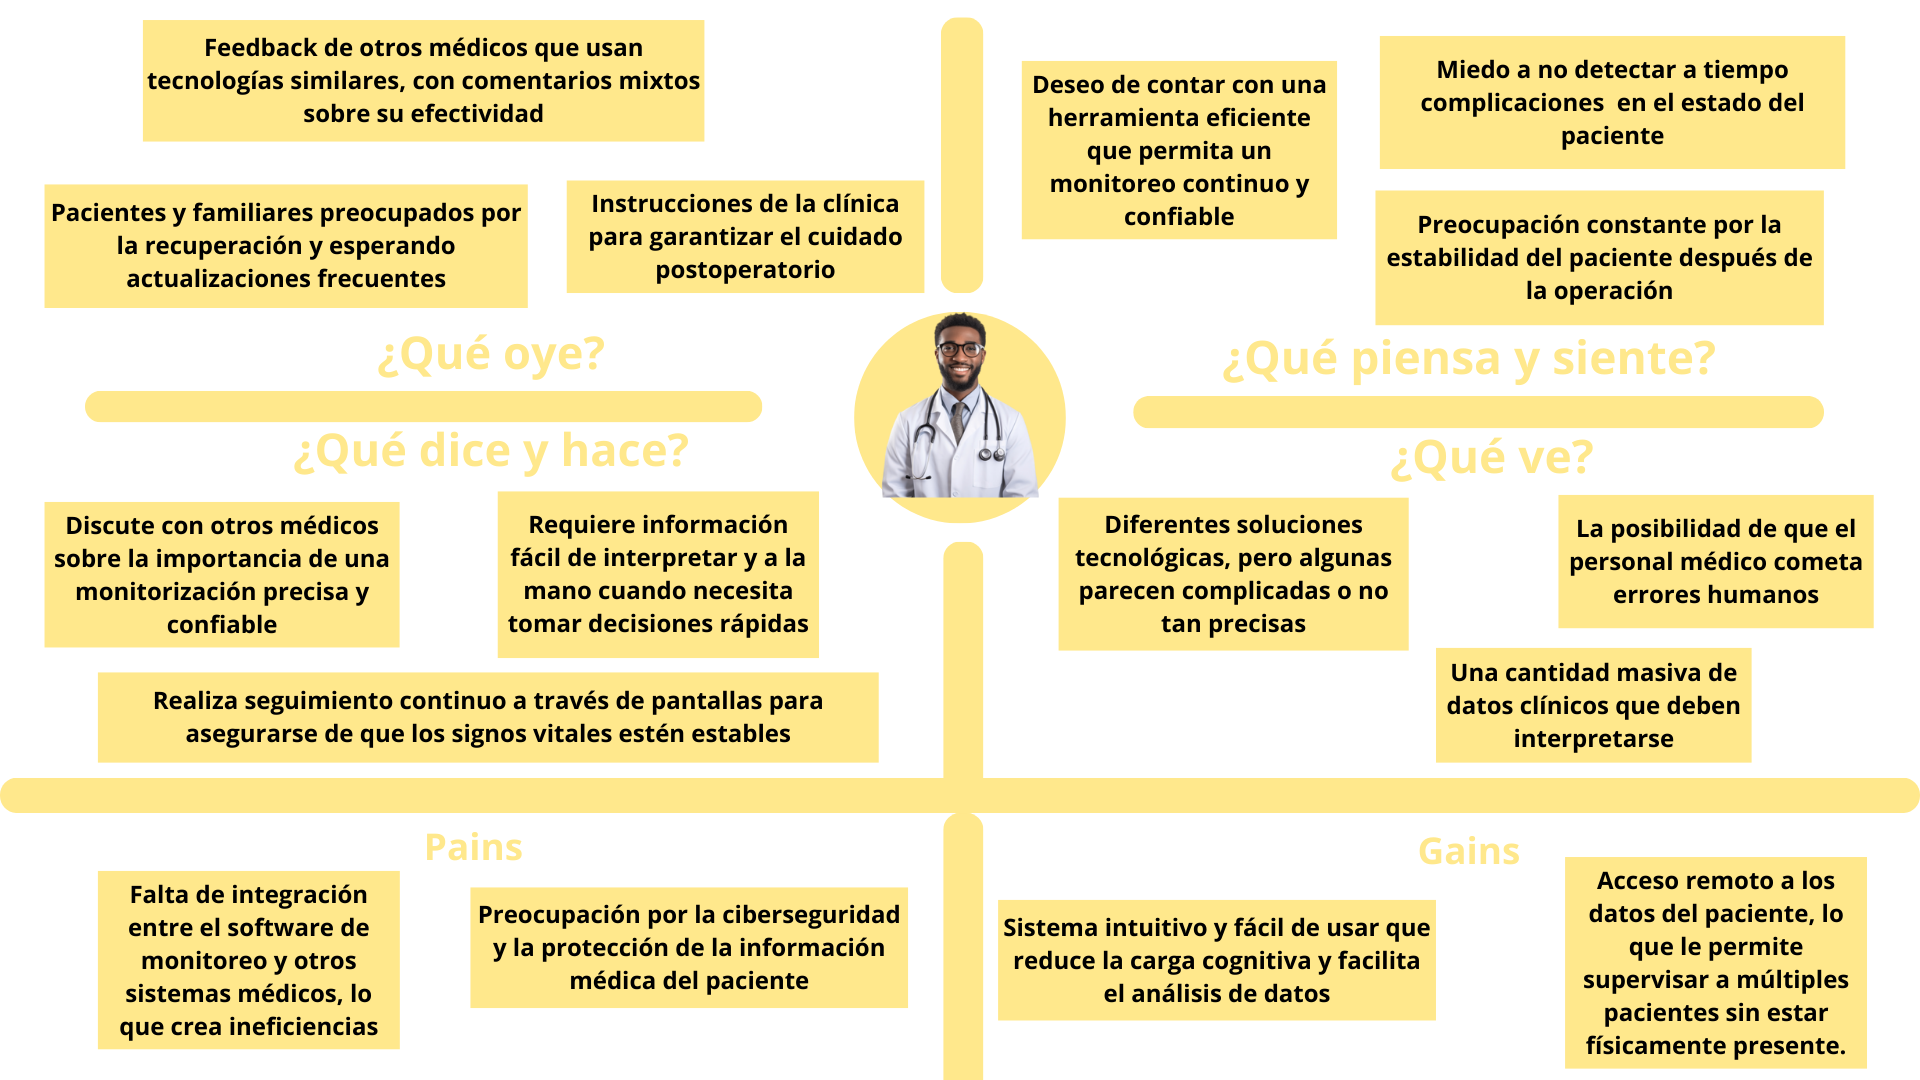 Feedback de otros médicos que usan
tecnologías similares, con comentarios mixtos
sobre su efectividad
Pacientes y familiares preocupados por
la recuperación y esperando
actualizaciones frecuentes
Instrucciones de la clínica
para garantizar el cuidado
postoperatorio
¿Qué oye?
Deseo de contar con una
herramienta eficiente
que permita un
monitoreo continuo y
confiable
Miedo a no detectar a tiempo
complicaciones  en el estado del
paciente
Preocupación constante por la
estabilidad del paciente después de
la operación
¿Qué piensa y siente?
¿Qué dice y hace?
Discute con otros médicos
sobre la importancia de una
monitorización precisa y
confiable
Requiere información
fácil de interpretar y a la
mano cuando necesita
tomar decisiones rápidas
Realiza seguimiento continuo a través de pantallas para
asegurarse de que los signos vitales estén estables
¿Qué ve?
Diferentes soluciones
tecnológicas, pero algunas
parecen complicadas o no
tan precisas
La posibilidad de que el
personal médico cometa
errores humanos
Una cantidad masiva de
datos clínicos que deben
interpretarse
Pains
Falta de integración
entre el software de
monitoreo y otros
sistemas médicos, lo
que crea ineficiencias
Preocupación por la ciberseguridad
y la protección de la información
médica del paciente
Gains
Sistema intuitivo y fácil de usar que
reduce la carga cognitiva y facilita
el análisis de datos
Acceso remoto a los
datos del paciente, lo
que le permite
supervisar a múltiples
pacientes sin estar
físicamente presente.